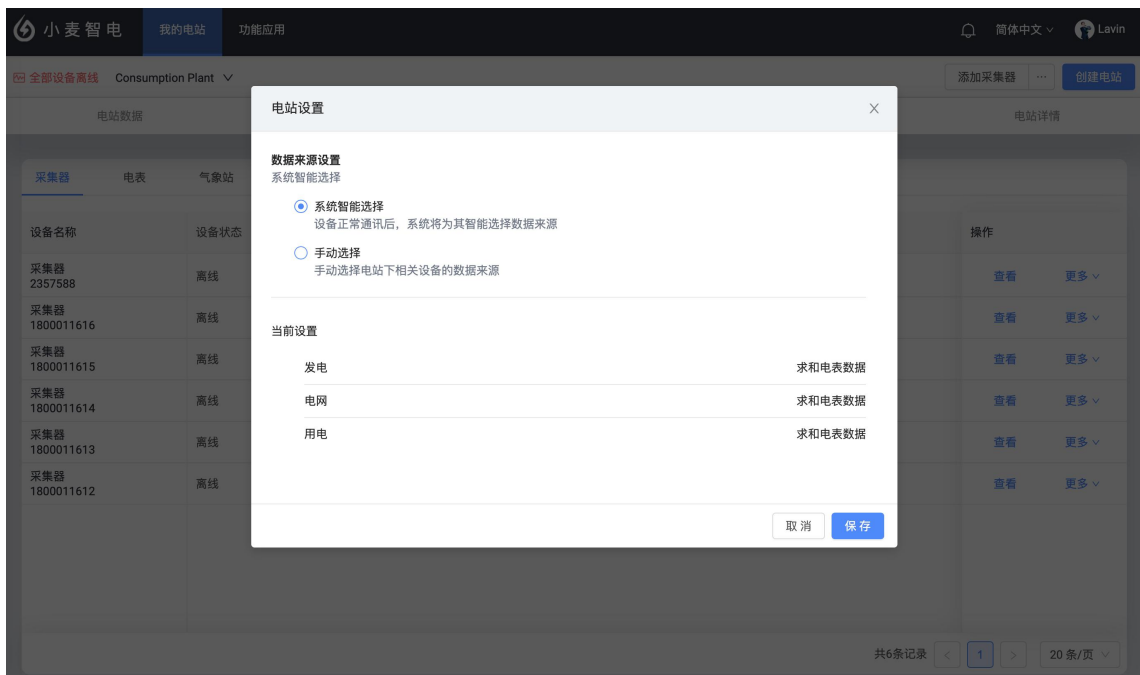 小麦智电
我的电站
功能应用
简体中文
Lavin
全部设备离线
Consumption Plant
添加采集器
...
创建电站
电站数据
电站详情
电站设置
数据来源设置
系统智能选择
系统智能选择
设备正常通讯后，系统将为其智能选择数据来源
手动选择
手动选择电站下相关设备的数据来源
当前设置
发电 求和电表数据
电网 求和电表数据
用电 求和电表数据
取消
保存
采集器
电表
气象站
设备名称
设备状态
操作
采集器
2357588
离线
查看
更多
采集器
1800011616
离线
查看
更多
采集器
1800011615
离线
查看
更多
采集器
1800011614
离线
查看
更多
采集器
1800011613
离线
查看
更多
采集器
1800011612
离线
查看
更多
共6条记录
<
1
>
20 条/页